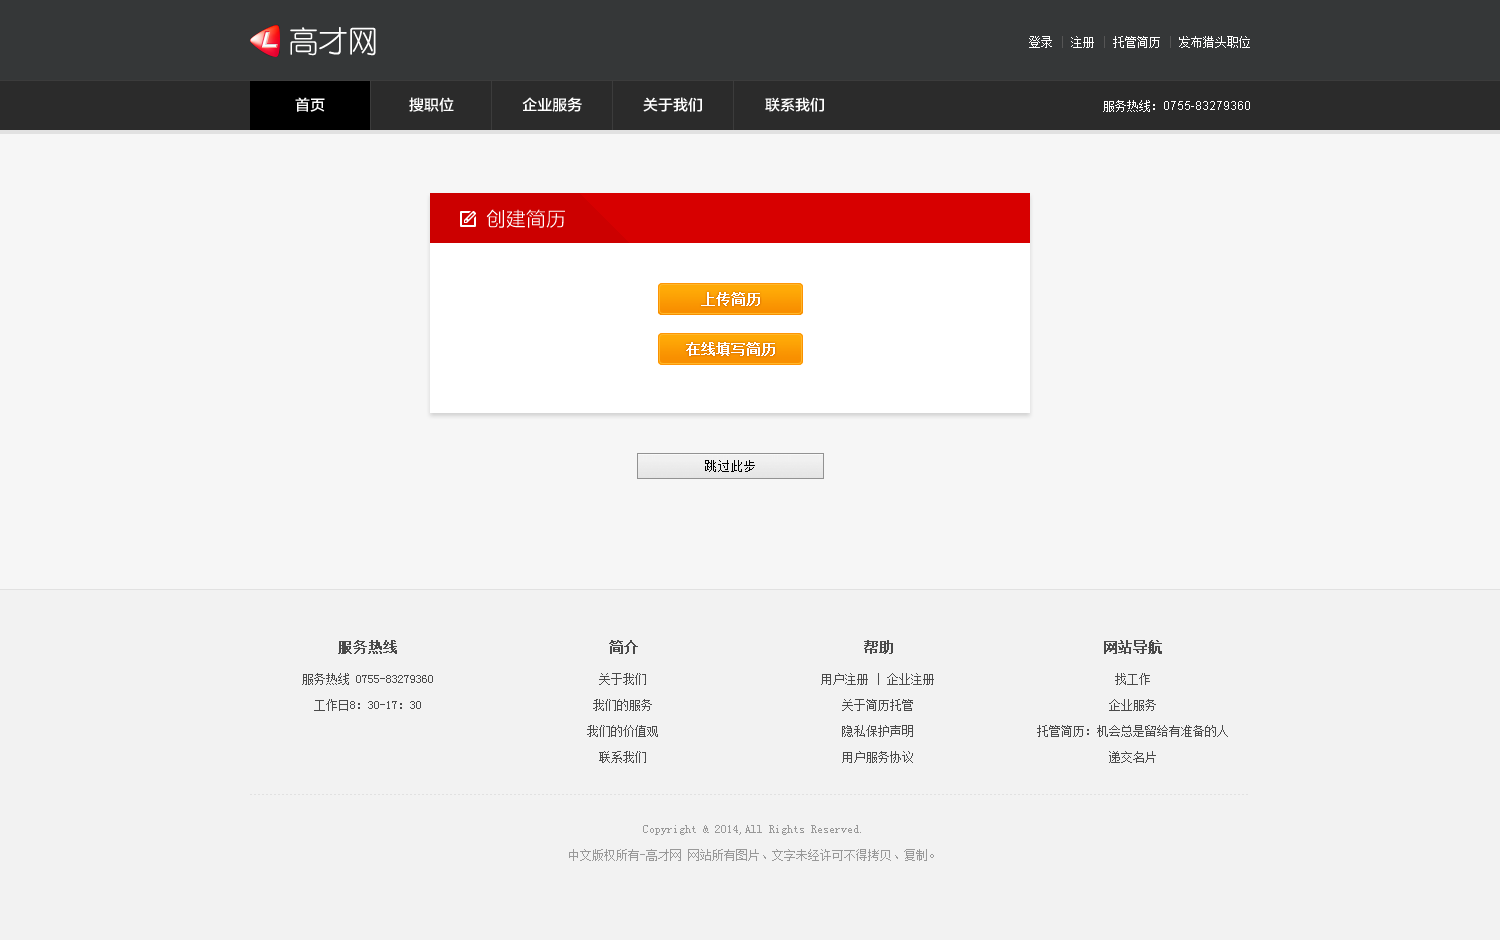 高才网
登录 | 注册 | 托管简历 | 发布猎头职位
首页 搜职位 企业服务 关于我们 联系我们 服务热线：0755-83279360
创建简历
上传简历
在线填写简历
跳过此步
服务热线
服务热线 0755-83279360
工作日8：30-17：30
简介
关于我们
我们的服务
我们的价值观
联系我们
帮助
用户注册 | 企业注册
关于简历托管
隐私保护声明
用户服务协议
网站导航
找工作
企业服务
托管简历：机会总是留给有准备的人
递交名片
Copyright & 2014,All Rights Reserved.
中文版权所有-高才网 网站所有图片、文字未经许可不得拷贝、复制。